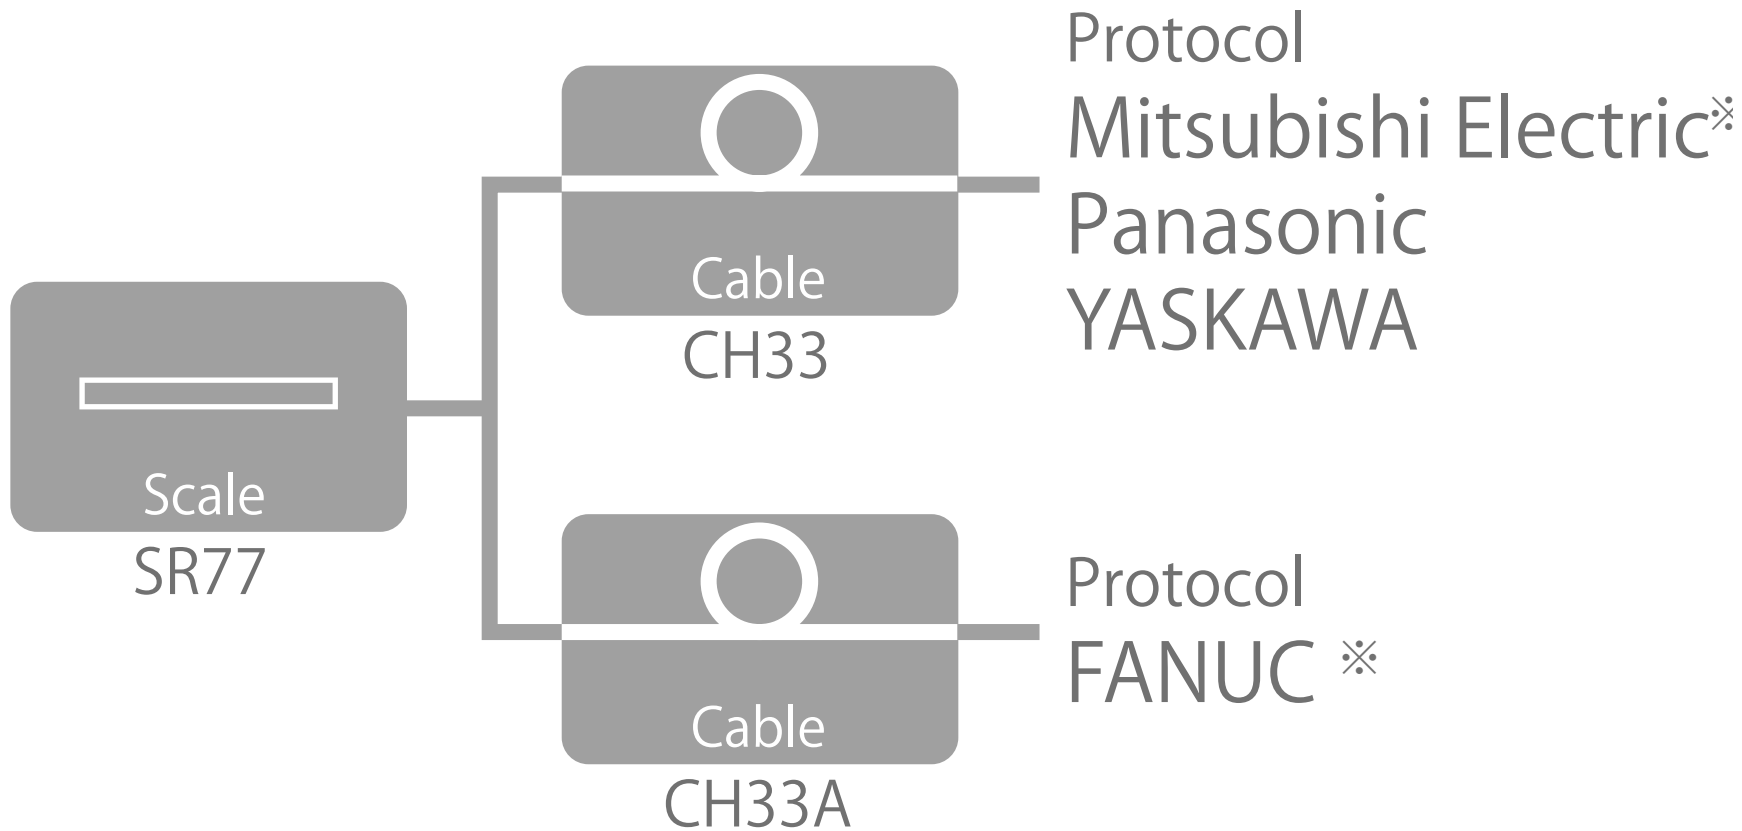 Scale
SR77
Cable
CH33
Protocol
Mitsubishi Electric※
Panasonic
YASKAWA
Cable
CH33A
Protocol
FANUC ※